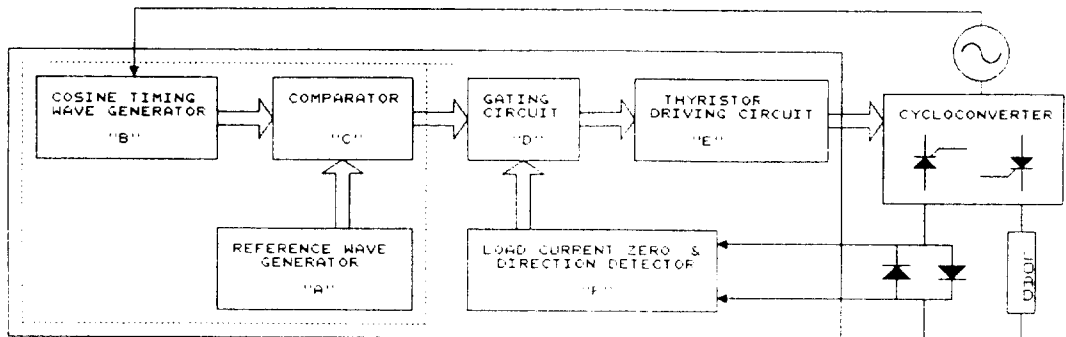 COSINE TIMING
WAVE GENERATOR
"B"
COMPARATOR
"C"
GATING
CIRCUIT
"D"
THYRISTOR
DRIVING CIRCUIT
"E"
CYCLOCONVERTER
REFERENCE WAVE
GENERATOR
"A"
LOAD CURRENT ZERO &
DIRECTION DETECTOR
"F"
LOAD